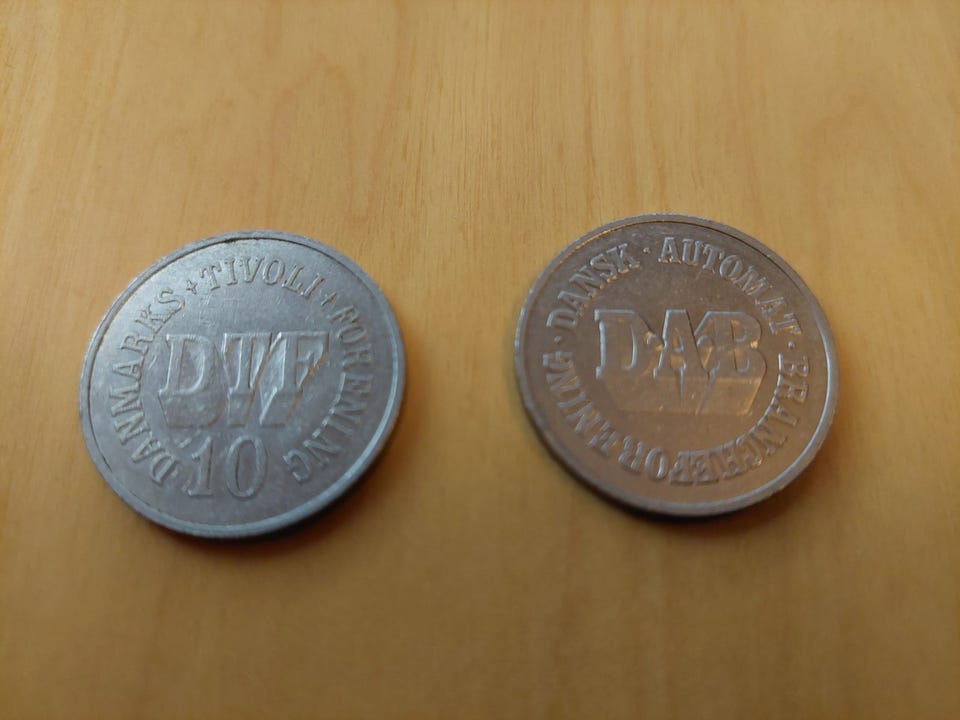 DANMARKS + TIVOLI + FORENING
DTF
10
DANSK · AUTOMAT · BRANCHEFORENING ·
DAB